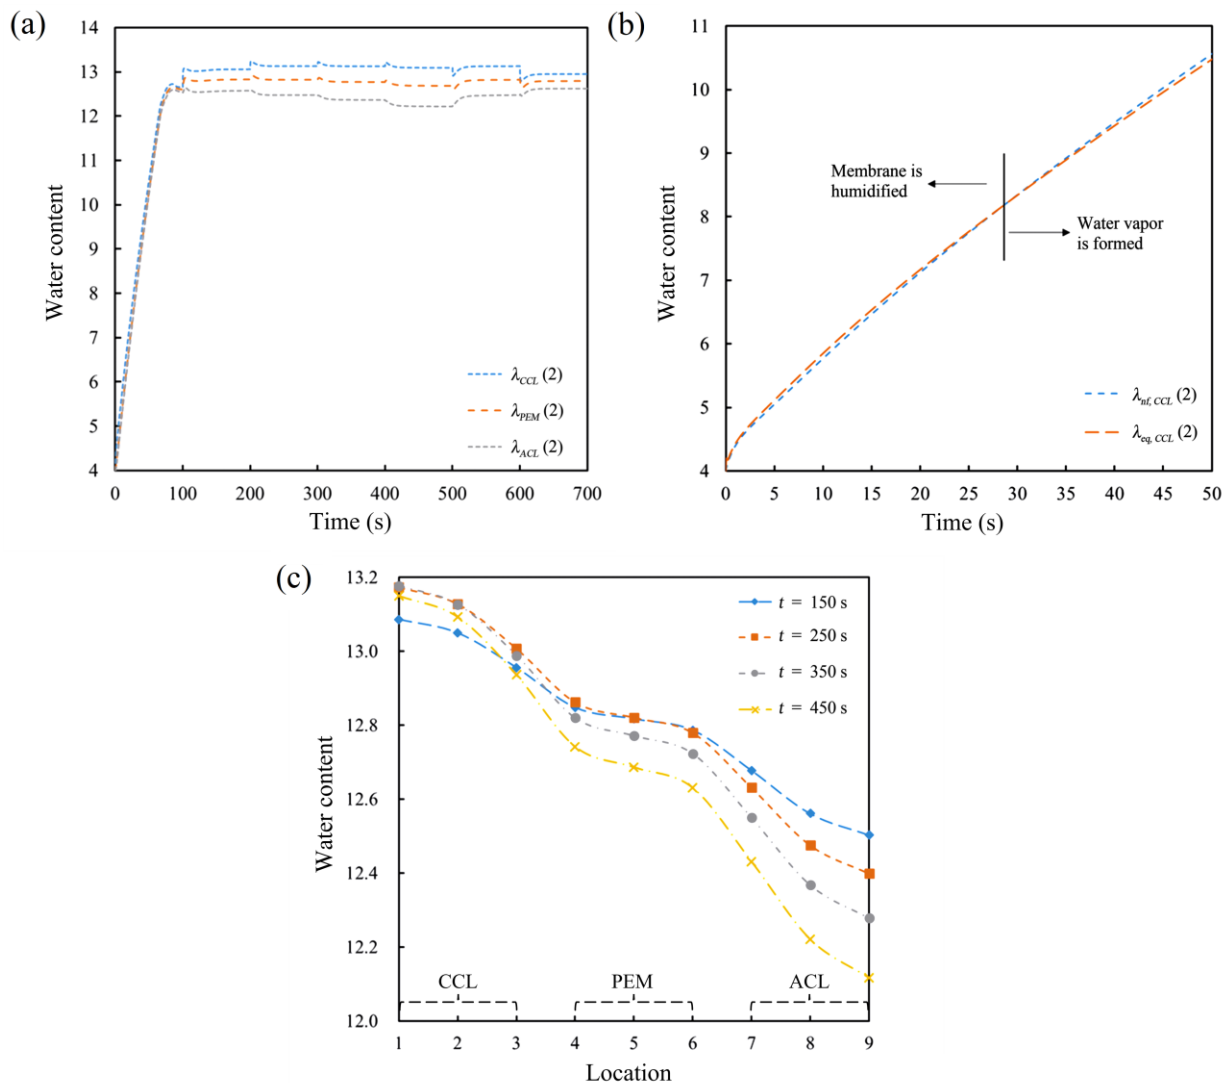 (a)
14
13
12
11
10
9
8
7
6
5
4
Water content
0 100 200 300 400 500 600 700
Time (s)
λCCL (2)
λPEM (2)
λACL (2)
(b)
11
10
9
8
7
6
5
4
Water content
0 5 10 15 20 25 30 35 40 45 50
Time (s)
Membrane is
humidified
Water vapor
is formed
λnf, CCL (2)
λeq, CCL (2)
(c)
13.2
13.0
12.8
12.6
12.4
12.2
12.0
Water content
t = 150 s
t = 250 s
t = 350 s
t = 450 s
CCL PEM ACL
1 2 3 4 5 6 7 8 9
Location